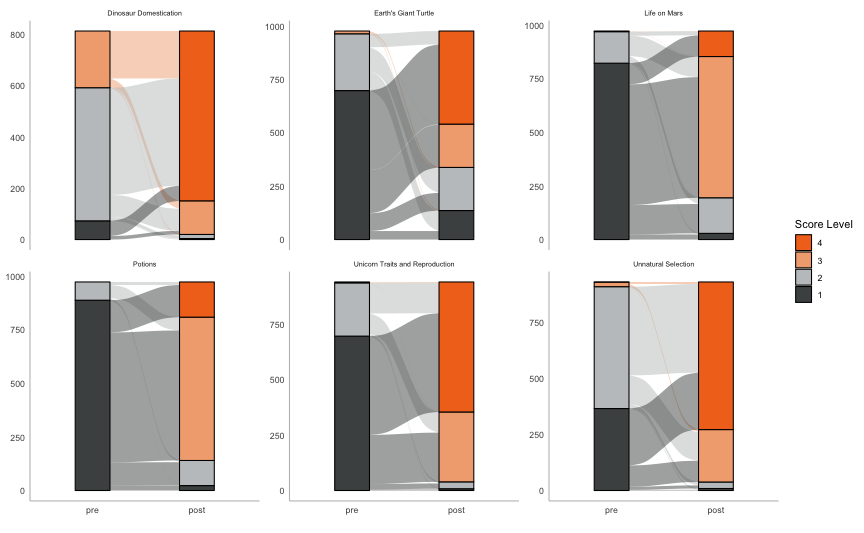 Dinosaur Domestication
Earth's Giant Turtle
Life on Mars
800
600
400
200
0
1000
750
500
250
0
1000
750
500
250
0
Score Level
4
3
2
1
Potions
Unicorn Traits and Reproduction
Unnatural Selection
1000
750
500
250
0
750
500
250
0
750
500
250
0
pre
post
pre
post
pre
post